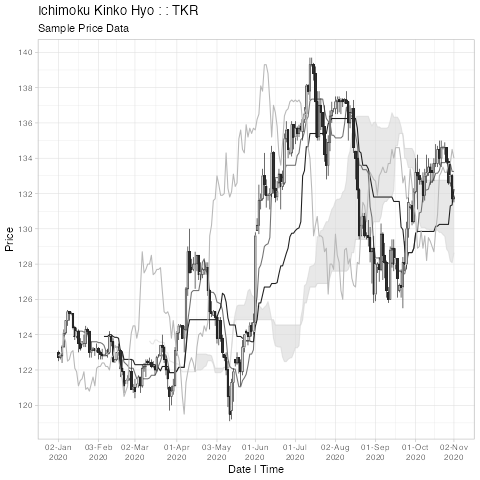 Ichimoku Kinko Hyo : : TKR
Sample Price Data
140
138
136
134
132
130
128
126
124
122
120
Price
02-Jan 03-Feb 02-Mar 01-Apr 03-May 01-Jun 01-Jul 02-Aug 01-Sep 01-Oct 02-Nov
2020 2020 2020 2020 2020 2020 2020 2020 2020 2020 2020
Date | Time